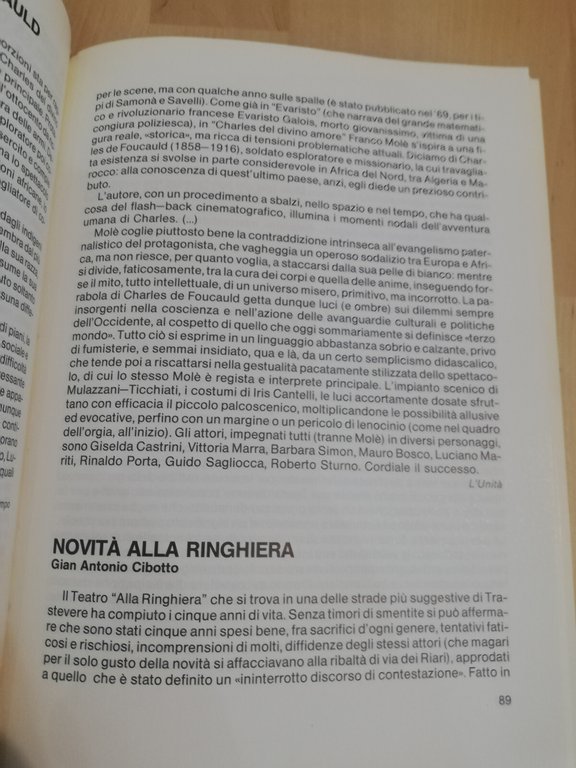 AULD
per le scene, ma con qualche anno sulle spalle (è stato pubblicato nel '69, per i ti-
pi di Samonà e Savelli). Come già in "Evaristo" (che narrava del grande matemati-
co e rivoluzionario francese Evaristo Galois, morto giovanissimo, vittima di una
congiura poliziesca), in "Charles del divino amore" Franco Molè s'ispira a una fi-
gura reale, «storica», ma ricca di tensioni problematiche attuali. Diciamo di Char-
les de Foucauld (1858—1916), soldato esploratore e missionario, la cui travaglia-
ta esistenza si svolse in parte considerevole in Africa del Nord, tra Algeria e Ma-
rocco: alla conoscenza di quest'ultimo paese, anzi, egli diede un prezioso contri-
buto.
L'autore, con un procedimento a sbalzi, nello spazio e nel tempo, che ha qual-
cosa del flash—back cinematografico, illumina i momenti nodali dell'avventura
umana di Charles. (...)
Molè coglie piuttosto bene la contraddizione intrinseca all'evangelismo pater-
nalistico del protagonista, che vagheggia un operoso sodalizio tra Europa e Afri-
ca, ma non riesce, per quanto voglia, a staccarsi dalla sua pelle di bianco: mentre
si divide, faticosamente, tra la cura dei corpi e quella delle anime, inseguendo for-
se il mito, tutto intellettuale, di un universo misero, primitivo, ma incorrotto. La pa-
rabola di Charles de Foucauld getta dunque luci (e ombre) sui dilemmi sempre
insorgenti nella coscienza e nell'azione delle avanguardie culturali e politiche
dell'Occidente, al cospetto di quello che oggi sommariamente si definisce «terzo
mondo». Tutto ciò si esprime in un linguaggio abbastanza sobrio e calzante, privo
di fumisterie, e semmai insidiato, qua e là, da un certo semplicismo didascalico,
che tende poi a riscattarsi nella gestualità pacatamente stilizzata dello spettaco-
lo, di cui lo stesso Molè è regista e interprete principale. L'impianto scenico di
Mulazzani—Ticchiati, i costumi di Iris Cantelli, le luci accortamente dosate sfrut-
tano con efficacia il piccolo palcoscenico, moltiplicandone le possibilità allusive
ed evocative, perfino con un margine o un pericolo di lenocinio (come nel quadro
dell'orgia, all'inizio). Gli attori, impegnati tutti (tranne Molè) in diversi personaggi,
sono Giselda Castrini, Vittoria Marra, Barbara Simon, Mauro Bosco, Luciano Ma-
riti, Rinaldo Porta, Guido Sagliocca, Roberto Sturno. Cordiale il successo.
L'Unità
NOVITÀ ALLA RINGHIERA
Gian Antonio Cibotto
Il Teatro "Alla Ringhiera" che si trova in una delle strade più suggestive di Tra-
stevere ha compiuto i cinque anni di vita. Senza timori di smentite si può afferma-
re che sono stati cinque anni spesi bene, fra sacrifici d'ogni genere, tentativi fati-
cosi e rischiosi, incomprensioni di molti, diffidenze degli stessi attori (che magari
per il solo gusto della novità si affacciavano alla ribalta di via dei Riari), approdati
a quello che è stato definito un «ininterrotto discorso di contestazione». Fatto in
89